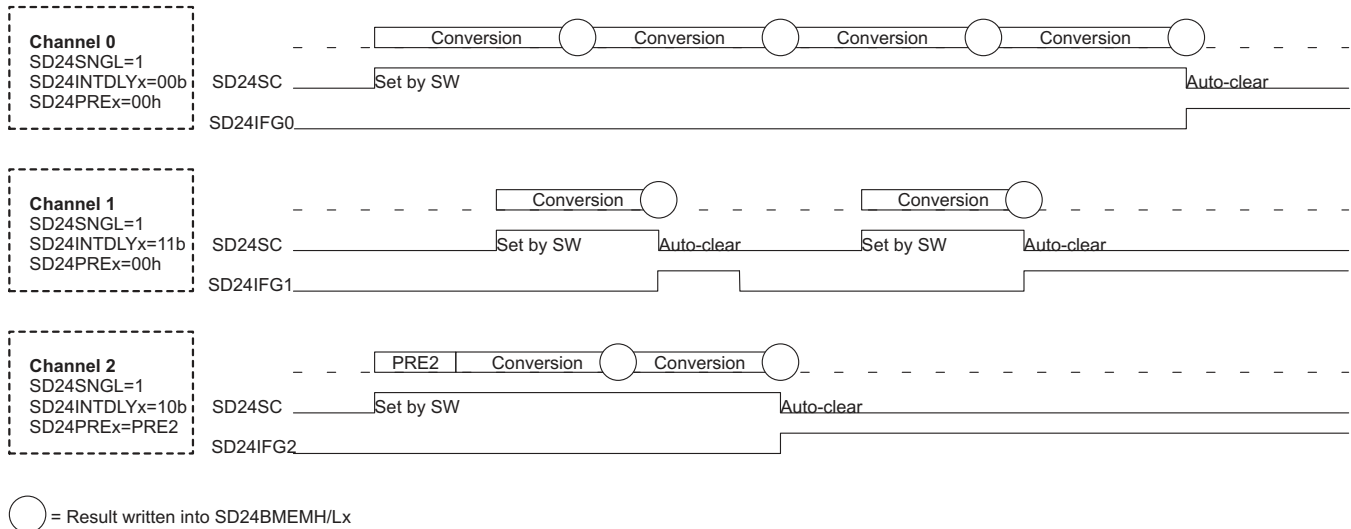 Channel 0
SD24SNGL=1
SD24INTDLYx=00b
SD24PREx=00h
Conversion Conversion Conversion Conversion
SD24SC Set by SW Auto-clear
SD24IFG0
Channel 1
SD24SNGL=1
SD24INTDLYx=11b
SD24PREx=00h
Conversion Conversion
SD24SC Set by SW Auto-clear Set by SW Auto-clear
SD24IFG1
Channel 2
SD24SNGL=1
SD24INTDLYx=10b
SD24PREx=PRE2
PRE2 Conversion Conversion
SD24SC Set by SW Auto-clear
SD24IFG2
= Result written into SD24BMEMH/Lx